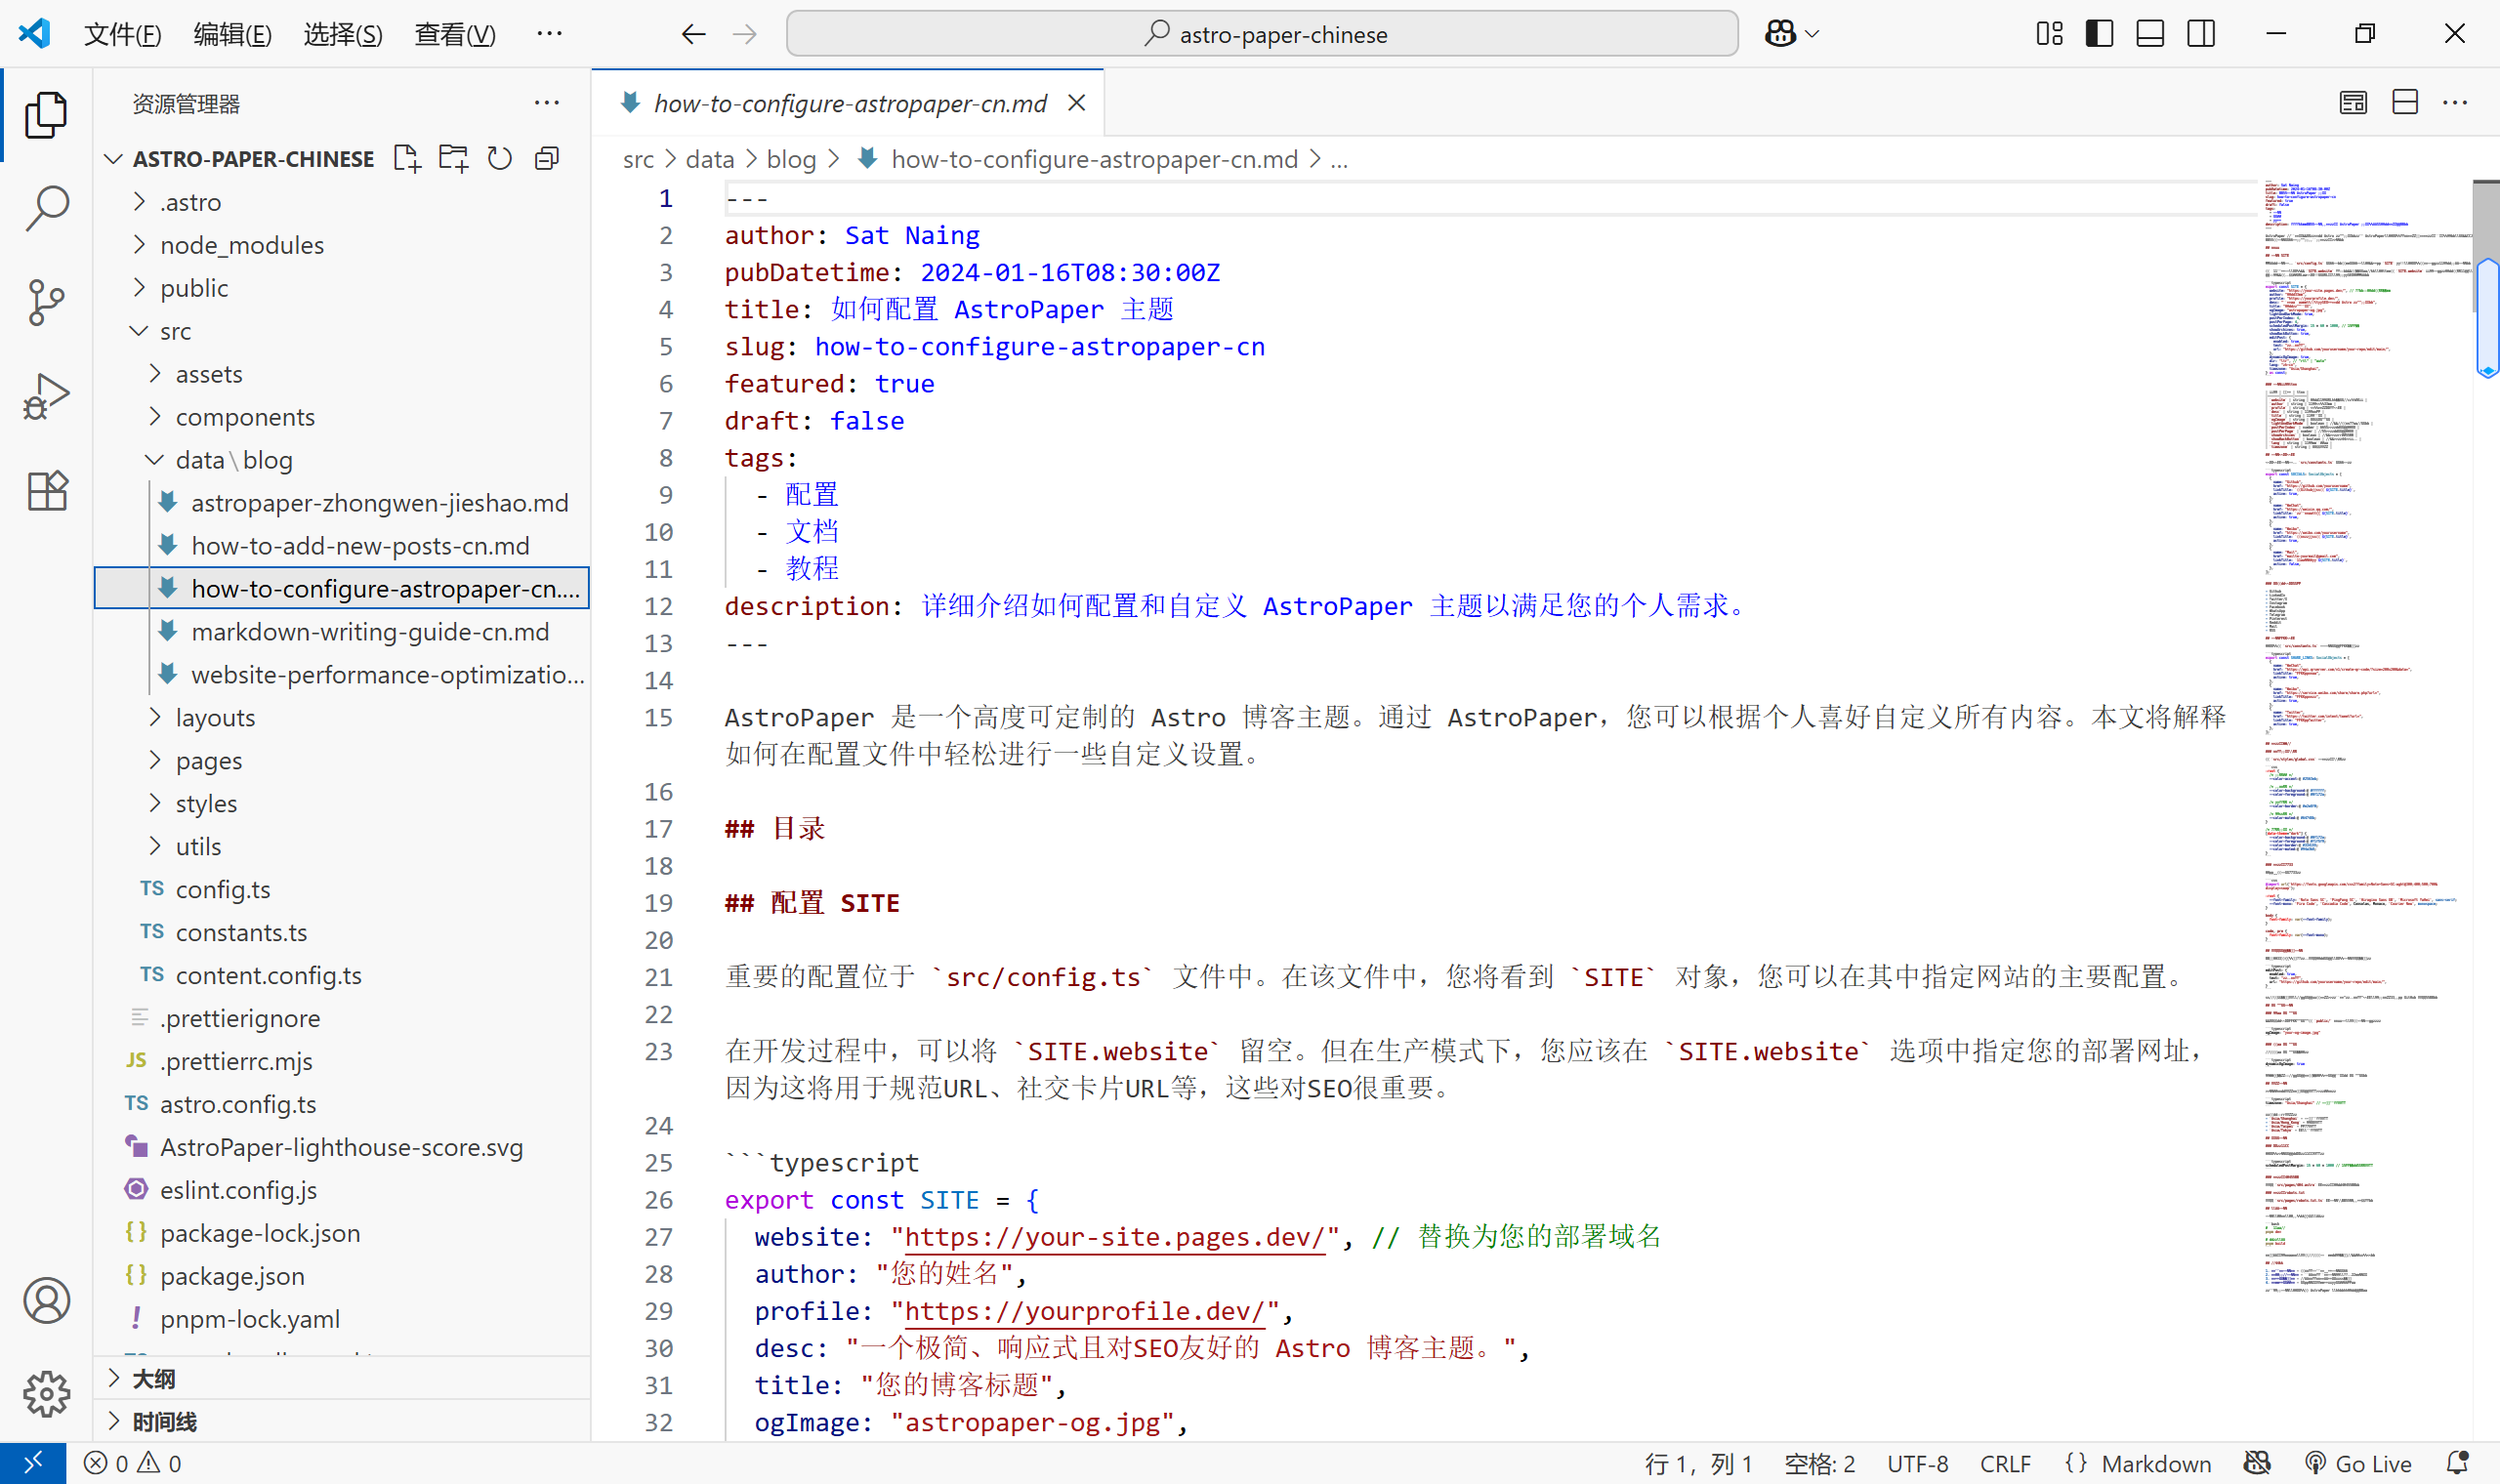 文件(F) 编辑(E) 选择(S) 查看(V) ···
astro-paper-chinese
资源管理器
ASTRO-PAPER-CHINESE
.astro
node_modules
public
src
assets
components
data\blog
astropaper-zhongwen-jieshao.md
how-to-add-new-posts-cn.md
how-to-configure-astropaper-cn....
markdown-writing-guide-cn.md
website-performance-optimizatio...
layouts
pages
styles
utils
TS config.ts
TS constants.ts
TS content.config.ts
.prettierignore
JS .prettierrc.mjs
TS astro.config.ts
AstroPaper-lighthouse-score.svg
eslint.config.js
{} package-lock.json
{} package.json
! pnpm-lock.yaml
大纲
时间线
how-to-configure-astropaper-cn.md
src > data > blog > how-to-configure-astropaper-cn.md > ...
1 ---
2 author: Sat Naing
3 pubDatetime: 2024-01-16T08:30:00Z
4 title: 如何配置 AstroPaper 主题
5 slug: how-to-configure-astropaper-cn
6 featured: true
7 draft: false
8 tags:
9 - 配置
10 - 文档
11 - 教程
12 description: 详细介绍如何配置和自定义 AstroPaper 主题以满足您的个人需求。
13 ---
14
15 AstroPaper 是一个高度可定制的 Astro 博客主题。通过 AstroPaper，您可以根据个人喜好自定义所有内容。本文将解释
如何在配置文件中轻松进行一些自定义设置。
16
17 ## 目录
18
19 ## 配置 SITE
20
21 重要的配置位于 `src/config.ts` 文件中。在该文件中，您将看到 `SITE` 对象，您可以在其中指定网站的主要配置。
22
23 在开发过程中，可以将 `SITE.website` 留空。但在生产模式下，您应该在 `SITE.website` 选项中指定您的部署网址，
因为这将用于规范URL、社交卡片URL等，这些对SEO很重要。
24
25 ```typescript
26 export const SITE = {
27 website: "https://your-site.pages.dev/", // 替换为您的部署域名
28 author: "您的姓名",
29 profile: "https://yourprofile.dev/",
30 desc: "一个极简、响应式且对SEO友好的 Astro 博客主题。",
31 title: "您的博客标题",
32 ogImage: "astropaper-og.jpg",
0 0
行 1，列 1 空格: 2 UTF-8 CRLF {} Markdown Go Live